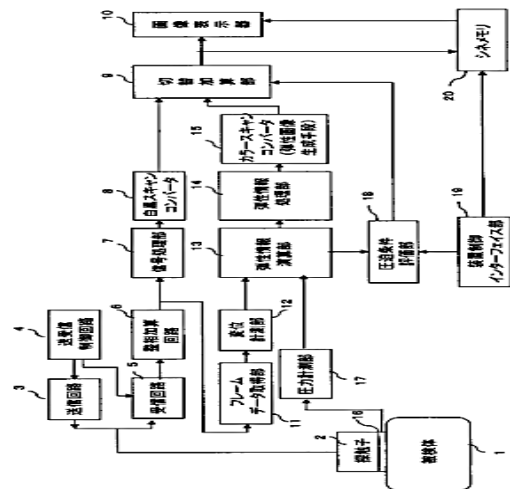 10
画像表示器
9
切替加算部
シネメモリ
20
15
カラースキャン
コンバータ
(弾性画像
生成手段)
8
白黒スキャン
コンバータ
14
弾性情報
処理部
7
信号処理部
13
弾性情報
演算部
18
圧迫条件
評価部
19
装置制御
インターフェイス部
4
送受信
制御回路
6
整相加算
回路
12
変位
計測部
3
送信回路
5
受信回路
フレーム
データ取得部
11
圧力計測部
17
16
2
探触子
被検体
1